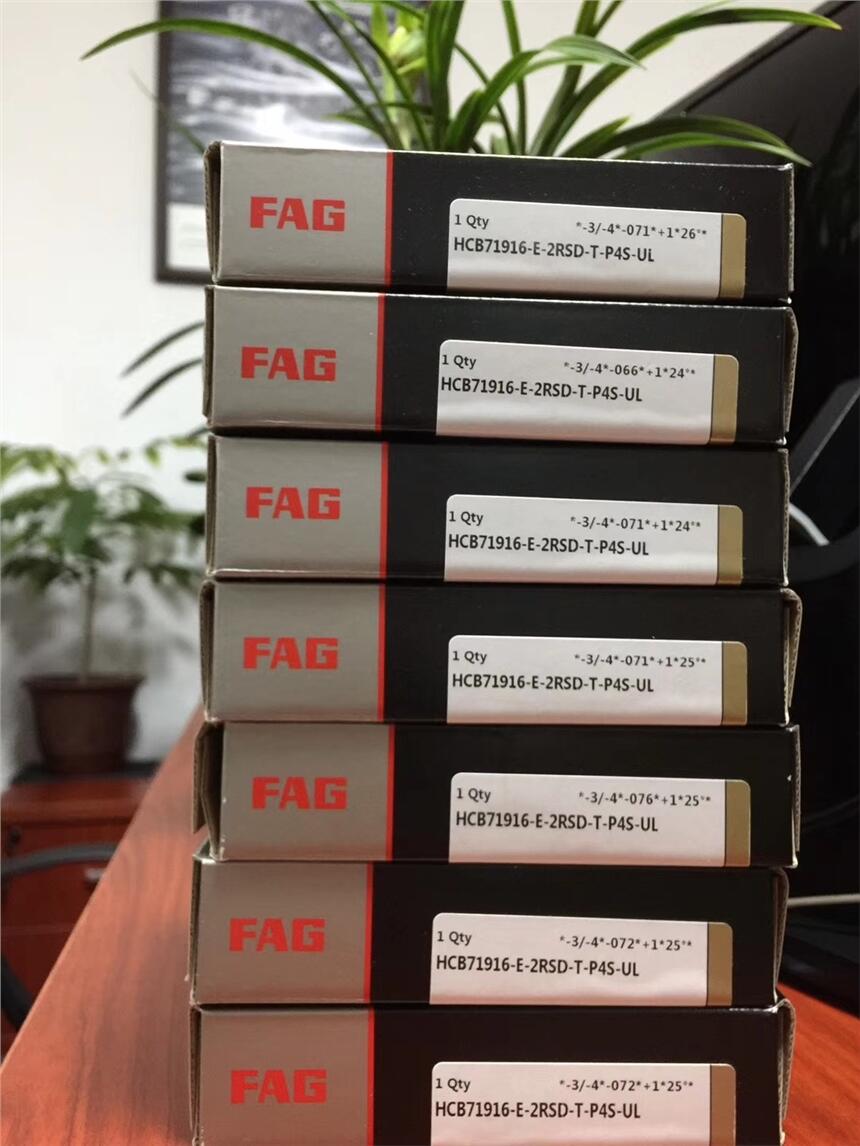 FAG
1 Qty *-3/-4*-071*+1*26°*
HCB71916-E-2RSD-T-P4S-UL
FAG
1 Qty *-3/-4*-066*+1*24°*
HCB71916-E-2RSD-T-P4S-UL
FAG
1 Qty *-3/-4*-071*+1*24°*
HCB71916-E-2RSD-T-P4S-UL
FAG
1 Qty *-3/-4*-071*+1*25°*
HCB71916-E-2RSD-T-P4S-UL
FAG
1 Qty *-3/-4*-076*+1*25°*
HCB71916-E-2RSD-T-P4S-UL
FAG
1 Qty *-3/-4*-072*+1*25°*
HCB71916-E-2RSD-T-P4S-UL
FAG
1 Qty *-3/-4*-072*+1*25°*
HCB71916-E-2RSD-T-P4S-UL